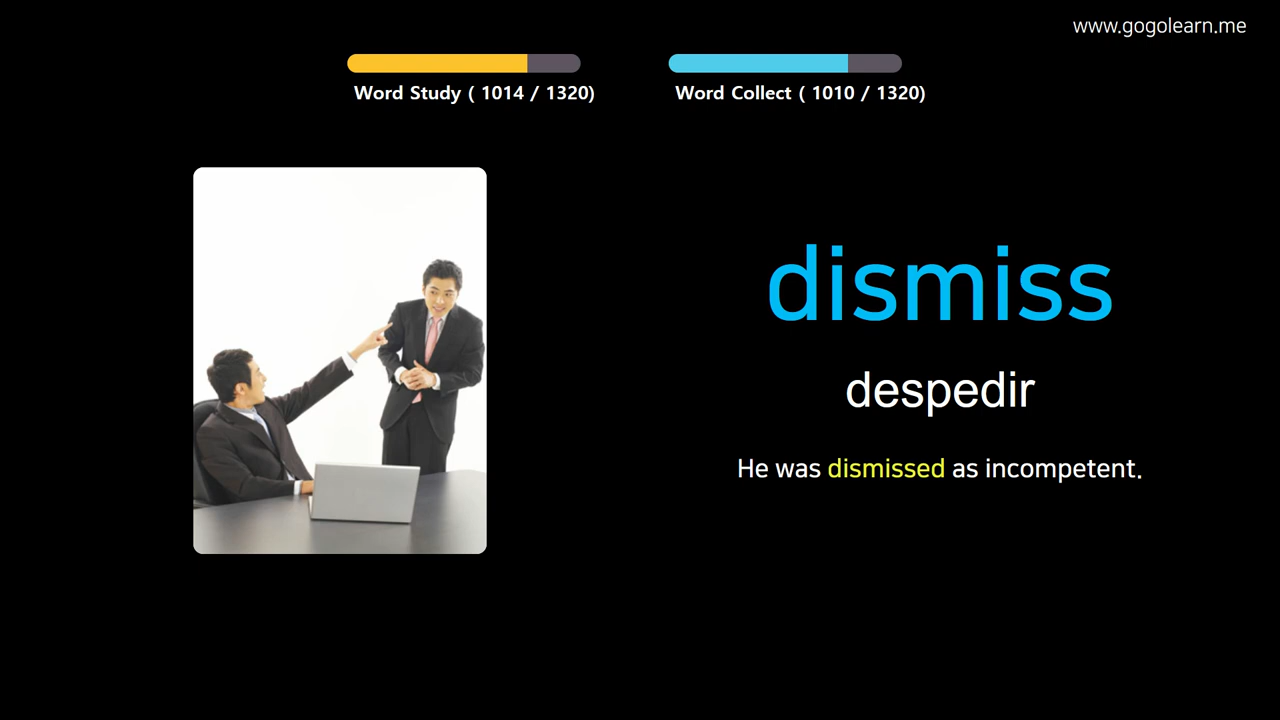 www.gogolearn.me
Word Study ( 1014 / 1320)
Word Collect ( 1010 / 1320)
dismiss
despedir
He was dismissed as incompetent.